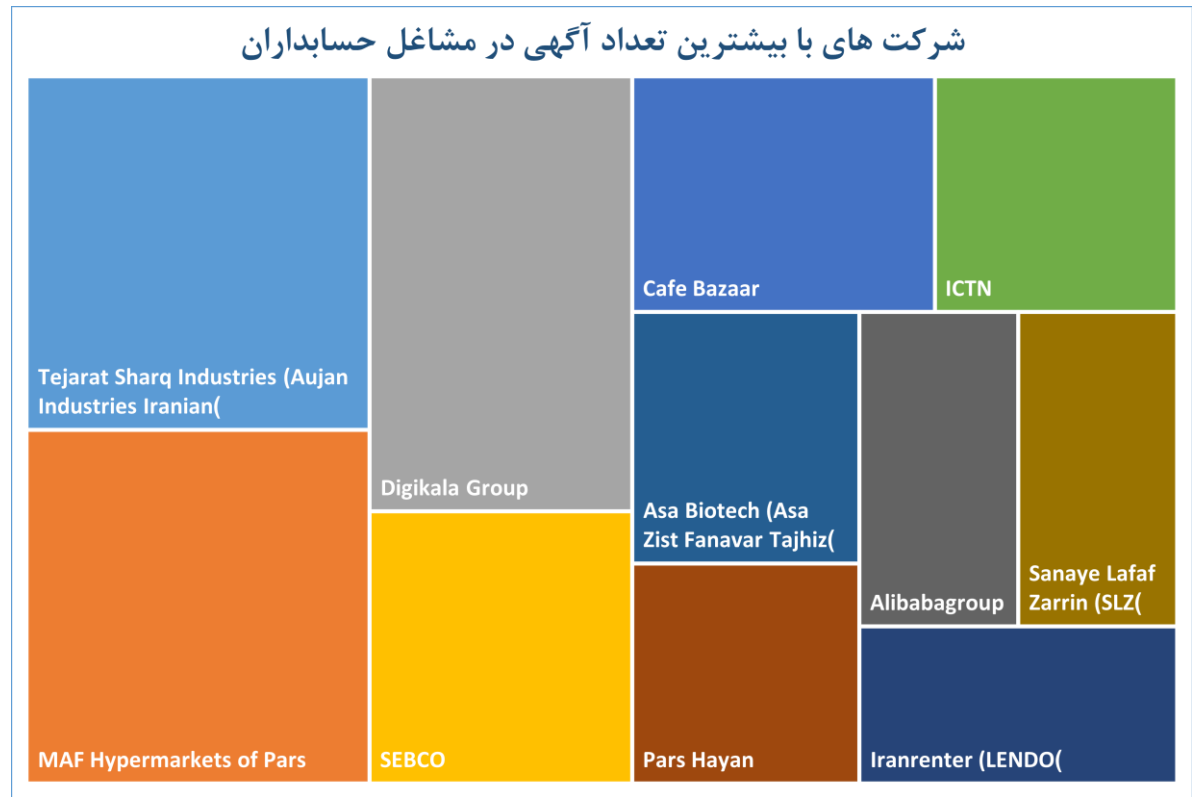 شرکت های با بیشترین تعداد آگهی در مشاغل حسابداران
Tejarat Sharq Industries (Aujan
Industries Iranian(
MAF Hypermarkets of Pars
Digikala Group
SEBCO
Cafe Bazaar
ICTN
Asa Biotech (Asa
Zist Fanavar Tajhiz(
Pars Hayan
Alibabagroup
Sanaye Lafaf
Zarrin (SLZ(
Iranrenter (LENDO(